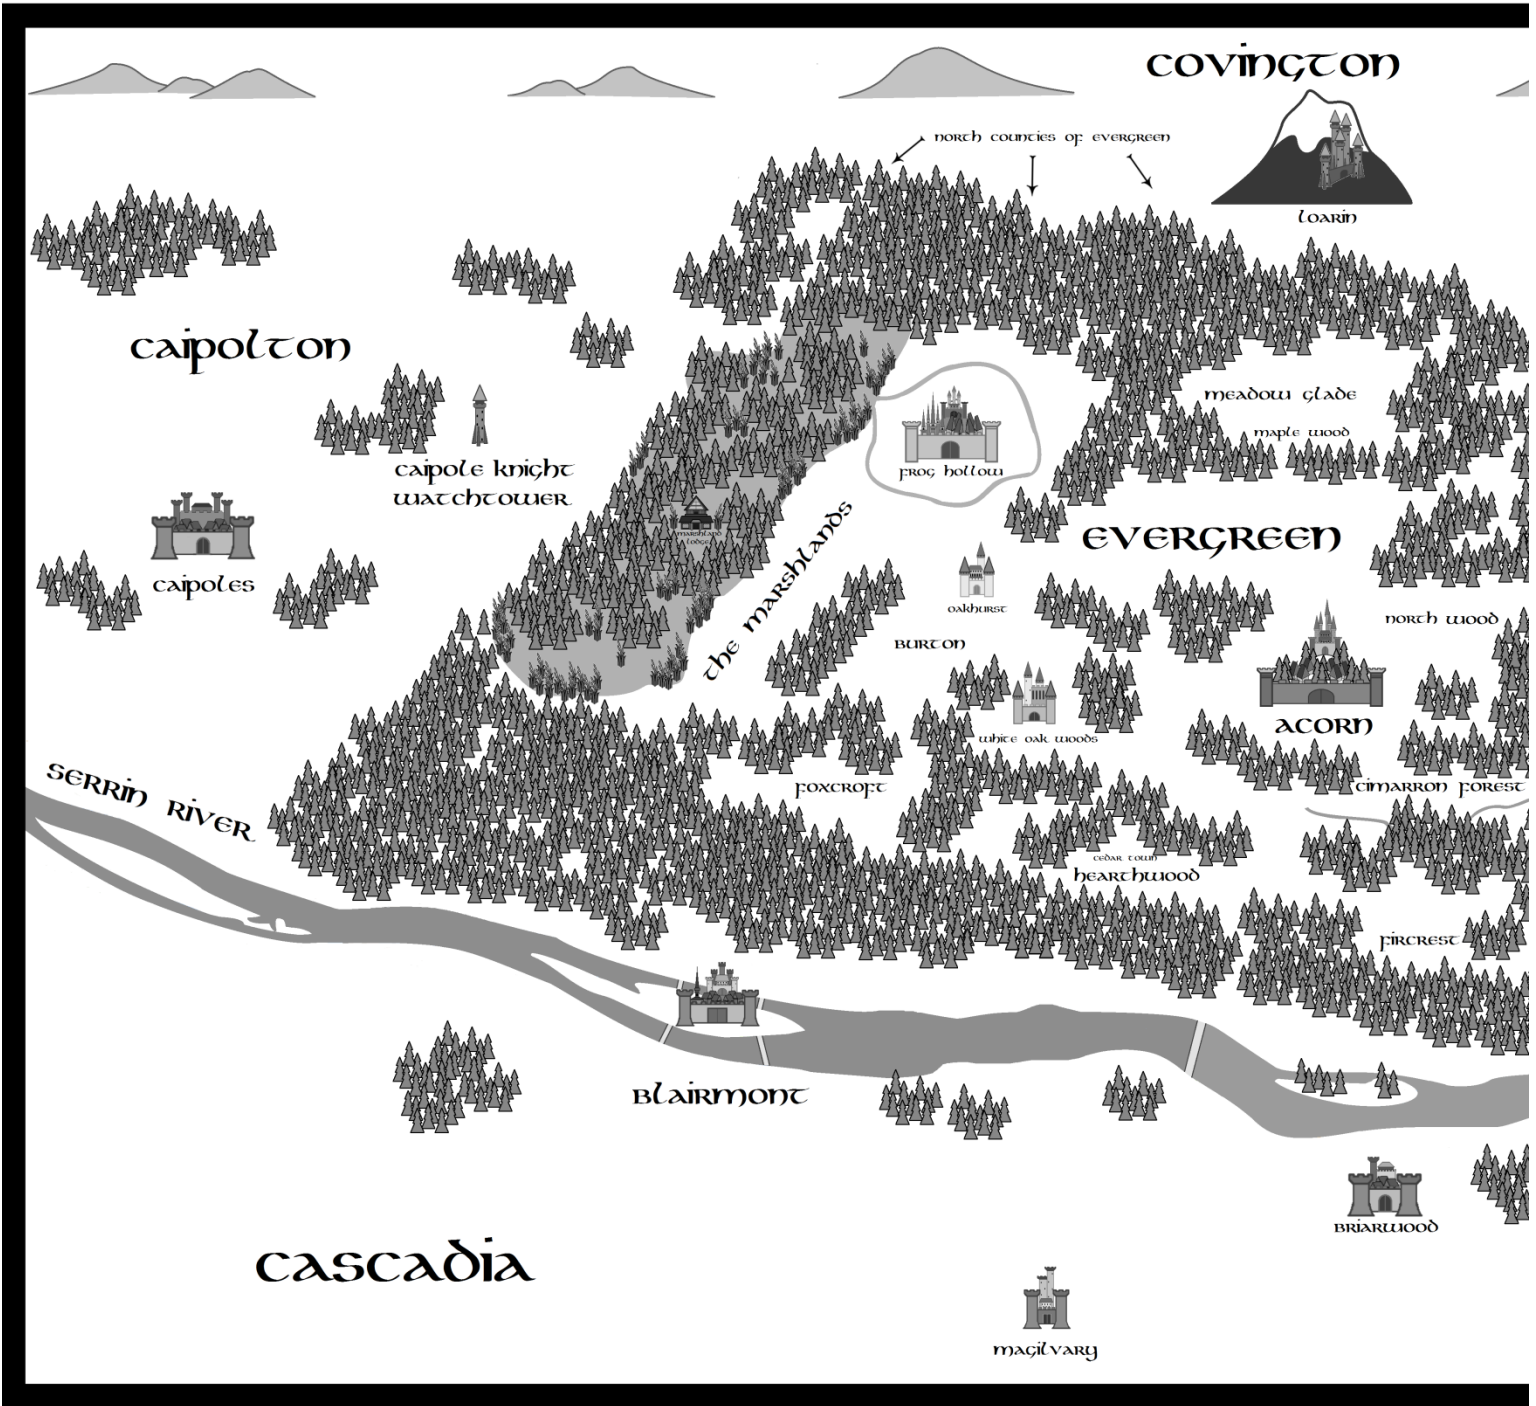 COVINGTON
NORTH COUNTIES OF EVERGREEN
LOARIN
CAIPOLTON
MEADOW GLADE
MAPLE WOOD
CAIPOLE KNIGHT
WATCHTOWER
FROG HOLLOW
MARSHLAND
LODGE
EVERGREEN
CAIPOLES
THE MARSHLANDS
OAKHURST
NORTH WOOD
BURTON
ACORN
WHITE OAK WOODS
SERRIN RIVER
FOXCROFT
CIMARRON FOREST
CEDAR TOWN
HEARTHWOOD
FIRCREST
BLAIRMONT
BRIARWOOD
CASCADIA
MAGILVARY